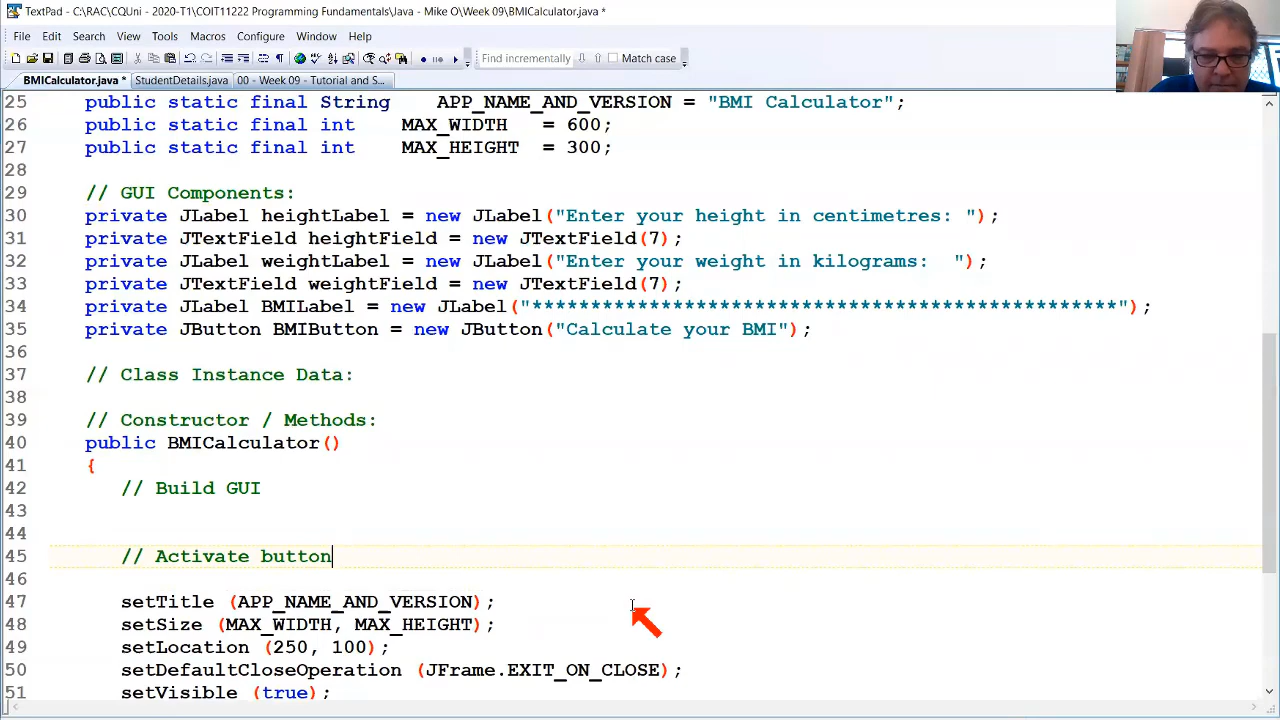 TextPad - C:\RAC\CQUni - 2020-T1\COIT11222 Programming Fundamentals\Java - Mike O\Week 09\BMICalculator.java *
File Edit Search View Tools Macros Configure Window Help
Find incrementally Match case
BMICalculator.java * StudentDetails.java 00 - Week 09 - Tutorial and S...
25 public static final String APP_NAME_AND_VERSION = "BMI Calculator";
26 public static final int MAX_WIDTH = 600;
27 public static final int MAX_HEIGHT = 300;
28
29 // GUI Components:
30 private JLabel heightLabel = new JLabel("Enter your height in centimetres: ");
31 private JTextField heightField = new JTextField(7);
32 private JLabel weightLabel = new JLabel("Enter your weight in kilograms:  ");
33 private JTextField weightField = new JTextField(7);
34 private JLabel BMILabel = new JLabel("**************************************************");
35 private JButton BMIButton = new JButton("Calculate your BMI");
36
37 // Class Instance Data:
38
39 // Constructor / Methods:
40 public BMICalculator()
41 {
42 // Build GUI
43
44
45 // Activate button
46
47 setTitle (APP_NAME_AND_VERSION);
48 setSize (MAX_WIDTH, MAX_HEIGHT);
49 setLocation (250, 100);
50 setDefaultCloseOperation (JFrame.EXIT_ON_CLOSE);
51 setVisible (true);